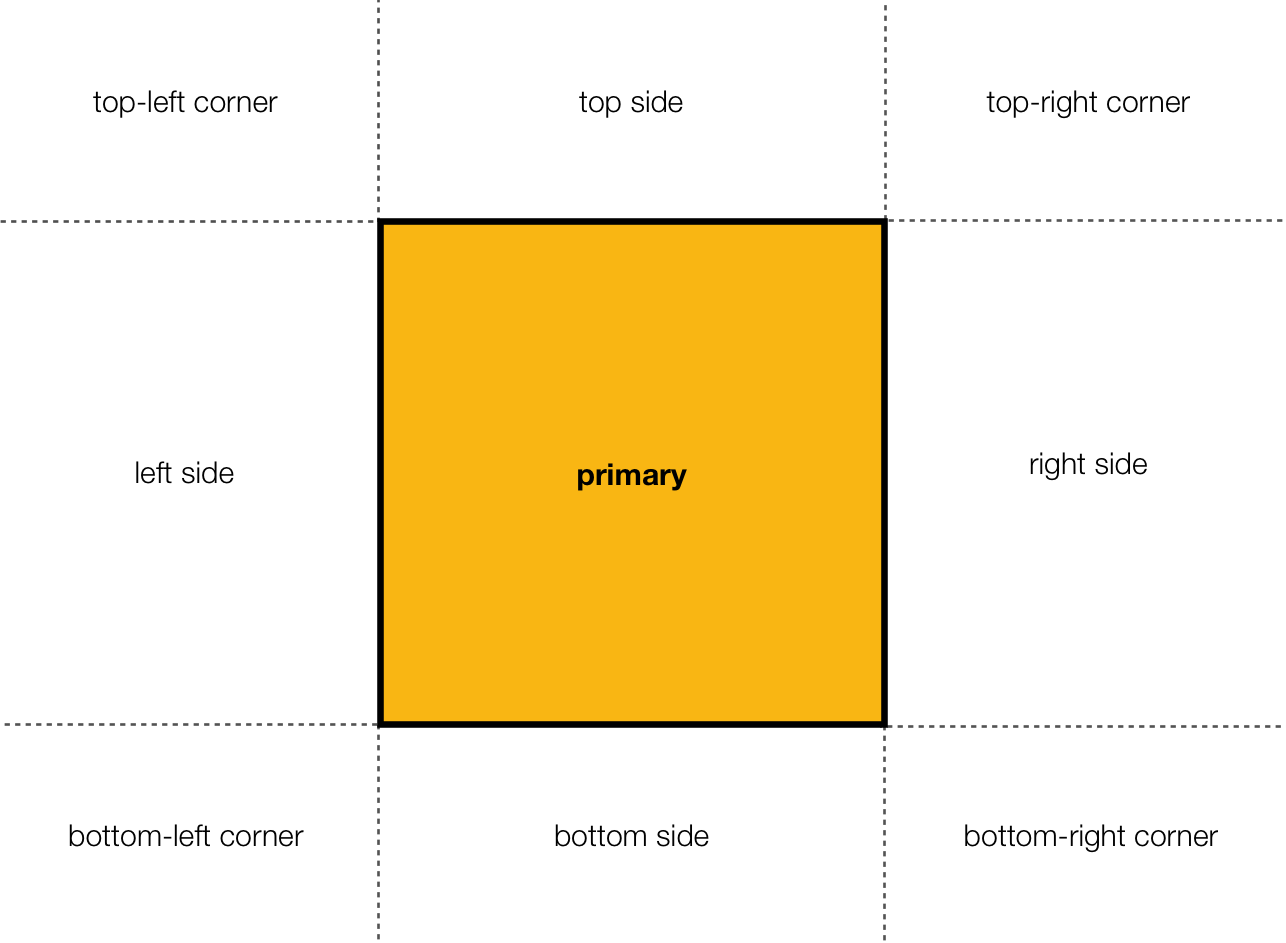 top-left corner
top side
top-right corner
left side
primary
right side
bottom-left corner
bottom side
bottom-right corner